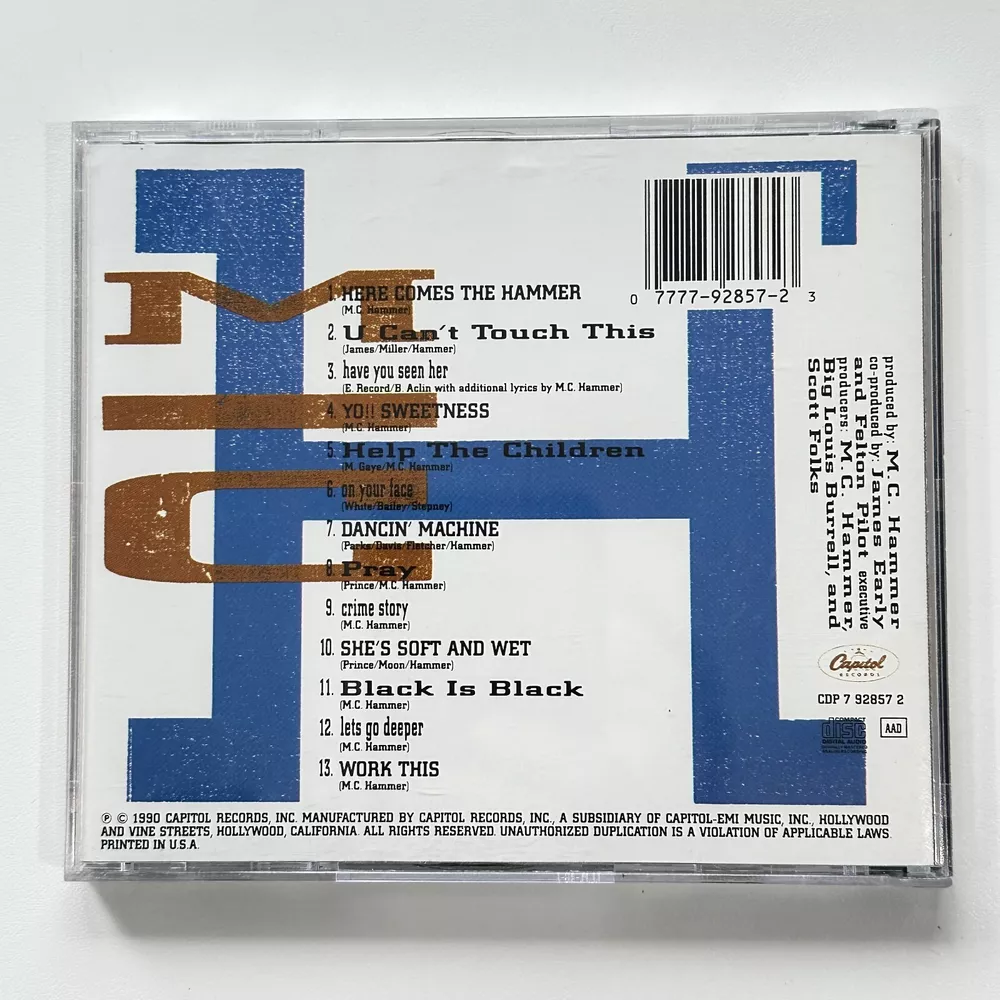 M.C.
H
1. HERE COMES THE HAMMER
(M.C. Hammer)
2. U Can't Touch This
(James/Miller/Hammer)
3. have you seen her
(E. Record/B. Aclin with additional lyrics by M.C. Hammer)
4. YO!! SWEETNESS
(M.C. Hammer)
5. Help The Children
(M. Gaye/M.C. Hammer)
6. on your face
(White/Bailey/Stepney)
7. DANCIN' MACHINE
(Parks/Davis/Fletcher/Hammer)
8. Pray
(Prince/M.C. Hammer)
9. crime story
(M.C. Hammer)
10. SHE'S SOFT AND WET
(Prince/Moon/Hammer)
11. Black Is Black
(M.C. Hammer)
12. lets go deeper
(M.C. Hammer)
13. WORK THIS
(M.C. Hammer)
0 7777-92857-2 3
produced by: M.C. Hammer
co-produced by: James Early
and Felton Pilot executive
producers: M.C. Hammer,
Big Louis Burrell, and
Scott Folks
Capitol
RECORDS
CDP 7 92857 2
COMPACT
disc
DIGITAL AUDIO
AAD
℗ © 1990 CAPITOL RECORDS, INC. MANUFACTURED BY CAPITOL RECORDS, INC., A SUBSIDIARY OF CAPITOL-EMI MUSIC, INC., HOLLYWOOD
AND VINE STREETS, HOLLYWOOD, CALIFORNIA. ALL RIGHTS RESERVED. UNAUTHORIZED DUPLICATION IS A VIOLATION OF APPLICABLE LAWS.
PRINTED IN U.S.A.